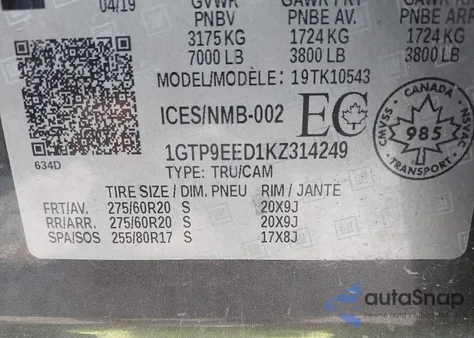 04/19
GVWR
PNBV
3175 KG
7000 LB
GAWR FRT
PNBE AV.
1724 KG
3800 LB
PNBE ARR
1724 KG
3800 LB
MODEL/MODÈLE: 19TK10543
ICES/NMB-002 EC
CANADA
CMVSS
NSVAC
985
TRANSPORT
634D
1GTP9EED1KZ314249
TYPE: TRU/CAM
TIRE SIZE / DIM. PNEU RIM / JANTE
FRT/AV. 275/60R20 S 20X9J
RR/ARR. 275/60R20 S 20X9J
SPA/SOS 255/80R17 S 17X8J
autoSnap